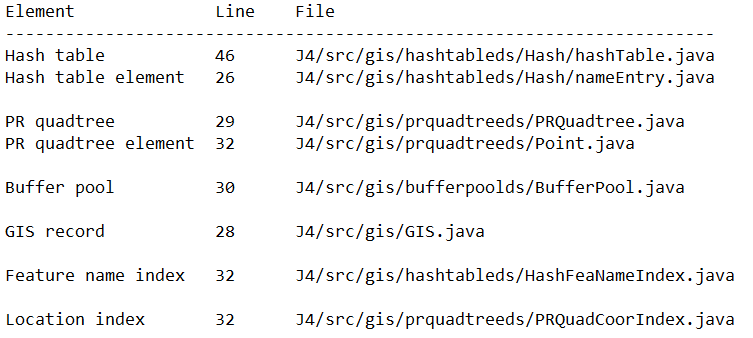 Element Line File
-----------------------------------------------------------------------
Hash table 46 J4/src/gis/hashtableds/Hash/hashTable.java
Hash table element 26 J4/src/gis/hashtableds/Hash/nameEntry.java
PR quadtree 29 J4/src/gis/prquadtreeds/PRQuadtree.java
PR quadtree element 32 J4/src/gis/prquadtreeds/Point.java
Buffer pool 30 J4/src/gis/bufferpoolds/BufferPool.java
GIS record 28 J4/src/gis/GIS.java
Feature name index 32 J4/src/gis/hashtableds/HashFeaNameIndex.java
Location index 32 J4/src/gis/prquadtreeds/PRQuadCoorIndex.java